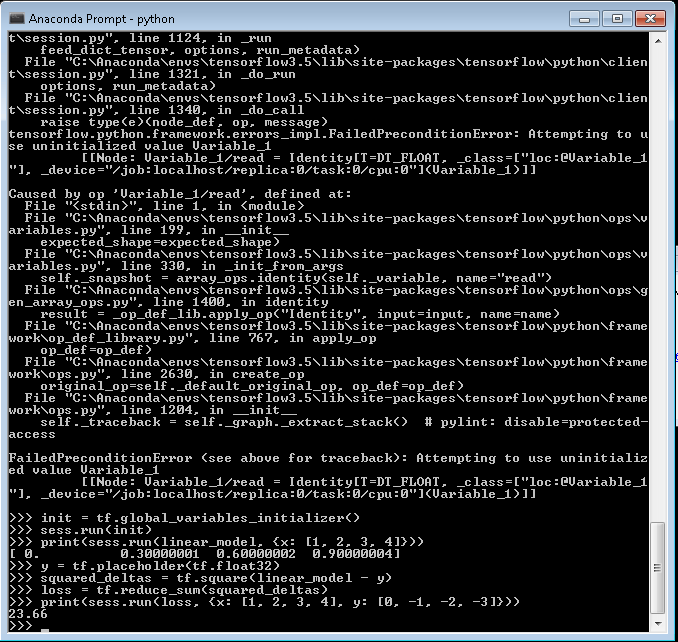 Anaconda Prompt - python
t\session.py", line 1124, in _run
    feed_dict_tensor, options, run_metadata)
  File "C:\Anaconda\envs\tensorflow3.5\lib\site-packages\tensorflow\python\clien
t\session.py", line 1321, in _do_run
    options, run_metadata)
  File "C:\Anaconda\envs\tensorflow3.5\lib\site-packages\tensorflow\python\clien
t\session.py", line 1340, in _do_call
    raise type(e)(node_def, op, message)
tensorflow.python.framework.errors_impl.FailedPreconditionError: Attempting to u
se uninitialized value Variable_1
         [[Node: Variable_1/read = Identity[T=DT_FLOAT, _class=["loc:@Variable_1
"], _device="/job:localhost/replica:0/task:0/cpu:0"](Variable_1)]]

Caused by op 'Variable_1/read', defined at:
  File "<stdin>", line 1, in <module>
  File "C:\Anaconda\envs\tensorflow3.5\lib\site-packages\tensorflow\python\ops\v
ariables.py", line 199, in __init__
    expected_shape=expected_shape)
  File "C:\Anaconda\envs\tensorflow3.5\lib\site-packages\tensorflow\python\ops\v
ariables.py", line 330, in _init_from_args
    self._snapshot = array_ops.identity(self._variable, name="read")
  File "C:\Anaconda\envs\tensorflow3.5\lib\site-packages\tensorflow\python\ops\g
en_array_ops.py", line 1400, in identity
    result = _op_def_lib.apply_op("Identity", input=input, name=name)
  File "C:\Anaconda\envs\tensorflow3.5\lib\site-packages\tensorflow\python\frame
work\op_def_library.py", line 767, in apply_op
    op_def=op_def)
  File "C:\Anaconda\envs\tensorflow3.5\lib\site-packages\tensorflow\python\frame
work\ops.py", line 2630, in create_op
    original_op=self._default_original_op, op_def=op_def)
  File "C:\Anaconda\envs\tensorflow3.5\lib\site-packages\tensorflow\python\frame
work\ops.py", line 1204, in __init__
    self._traceback = self._graph._extract_stack()  # pylint: disable=protected-
access

FailedPreconditionError (see above for traceback): Attempting to use uninitializ
ed value Variable_1
         [[Node: Variable_1/read = Identity[T=DT_FLOAT, _class=["loc:@Variable_1
"], _device="/job:localhost/replica:0/task:0/cpu:0"](Variable_1)]]

>>> init = tf.global_variables_initializer()
>>> sess.run(init)
>>> print(sess.run(linear_model, {x: [1, 2, 3, 4]}))
[ 0.          0.30000001  0.60000002  0.90000004]
>>> y = tf.placeholder(tf.float32)
>>> squared_deltas = tf.square(linear_model - y)
>>> loss = tf.reduce_sum(squared_deltas)
>>> print(sess.run(loss, {x: [1, 2, 3, 4], y: [0, -1, -2, -3]}))
23.66
>>> _